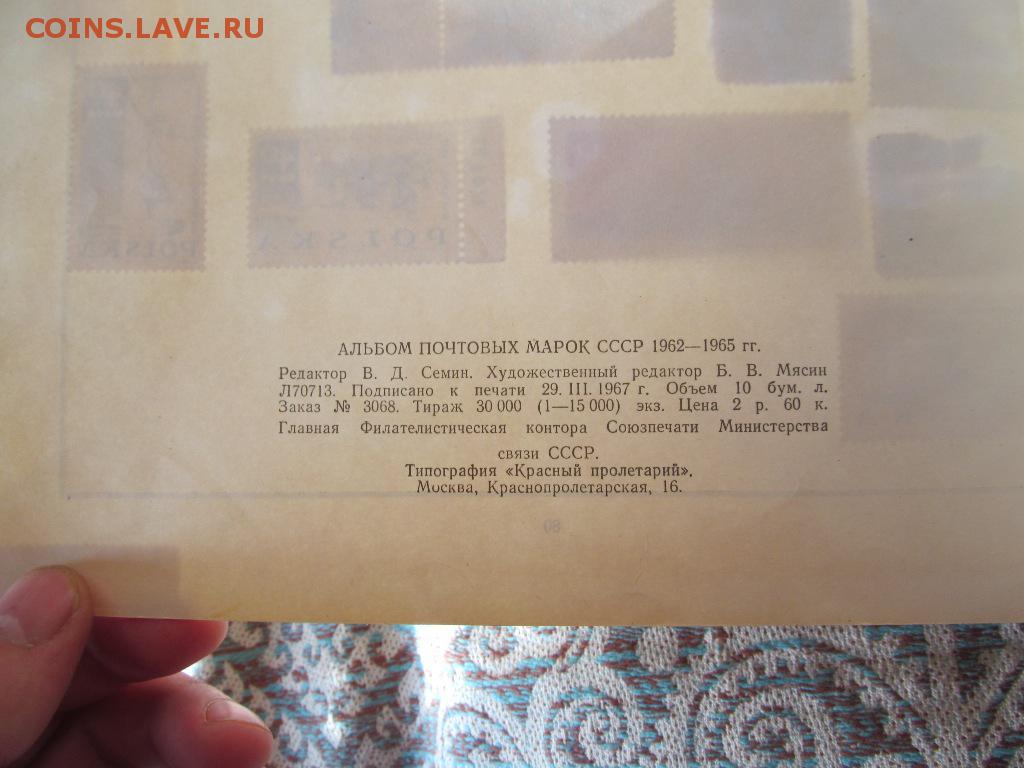 COINS.LAVE.RU
POLSKA
POLSKA
АЛЬБОМ ПОЧТОВЫХ МАРОК СССР 1962—1965 гг.
Редактор В. Д. Семин. Художественный редактор Б. В. Мясин
Л70713. Подписано к печати 29. III. 1967 г. Объем 10 бум. л.
Заказ № 3068. Тираж 30 000 (1—15 000) экз. Цена 2 р. 60 к.
Главная Филателистическая контора Союзпечати Министерства
связи СССР.
Типография «Красный пролетарий».
Москва, Краснопролетарская, 16.